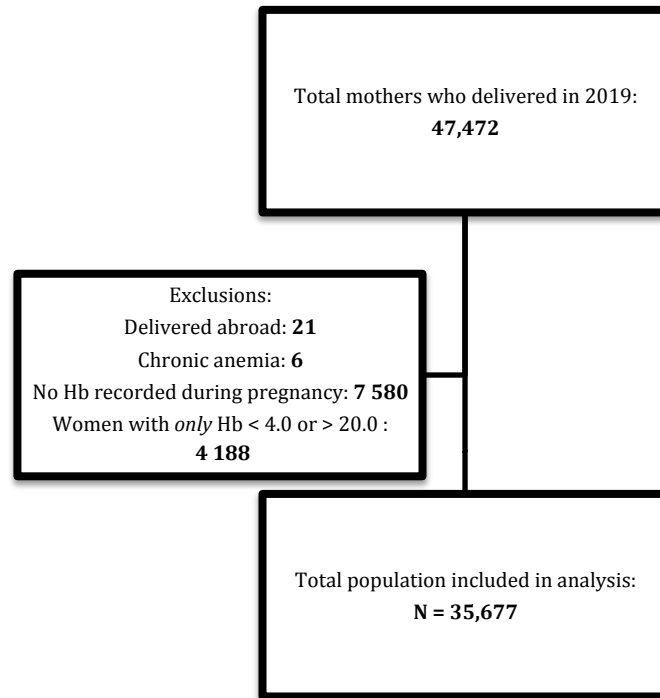 Total mothers who delivered in 2019:
47,472
Exclusions:
Delivered abroad: 21
Chronic anemia: 6
No Hb recorded during pregnancy: 7 580
Women with only Hb < 4.0 or > 20.0 :
4 188
Total population included in analysis:
N = 35,677